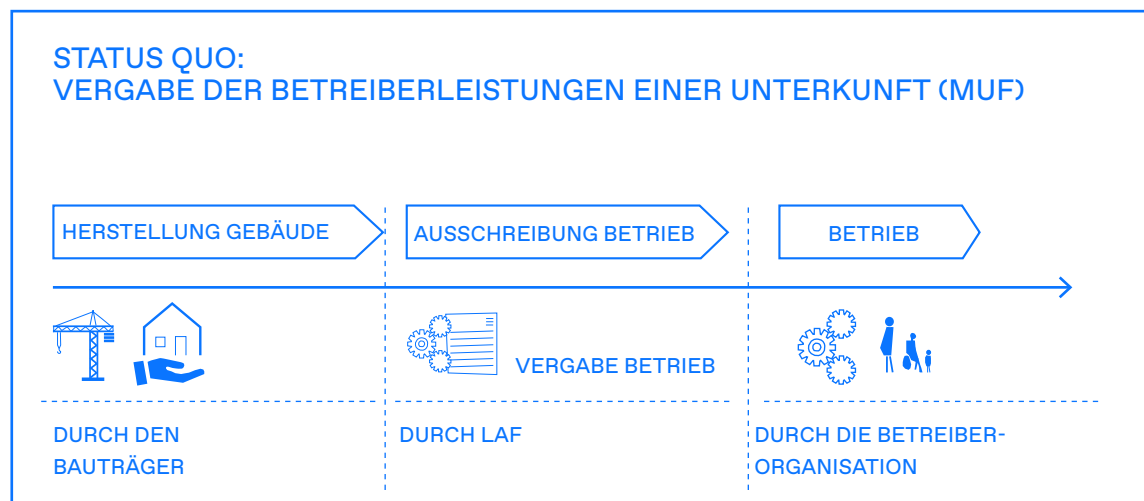 STATUS QUO:
VERGABE DER BETREIBERLEISTUNGEN EINER UNTERKUNFT (MUF)
HERSTELLUNG GEBÄUDE
AUSSCHREIBUNG BETRIEB
BETRIEB
VERGABE BETRIEB
DURCH DEN
BAUTRÄGER
DURCH LAF
DURCH DIE BETREIBER-
ORGANISATION